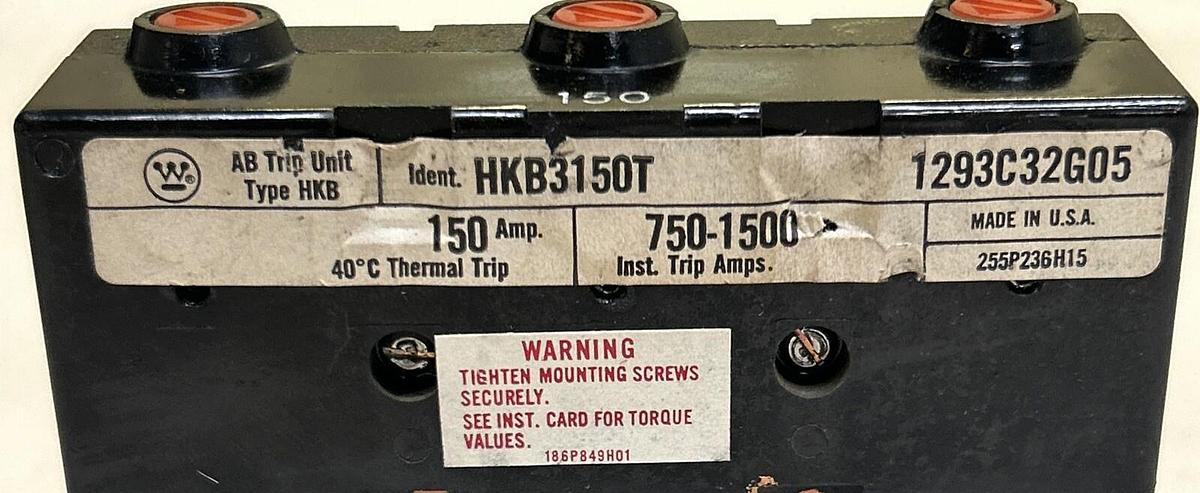 150
AB Trip Unit
Type HKB
Ident. HKB3150T
1293C32G05
150 Amp.
40°C Thermal Trip
750-1500
Inst. Trip Amps.
MADE IN U.S.A.
255P236H15
WARNING
TIGHTEN MOUNTING SCREWS
SECURELY.
SEE INST. CARD FOR TORQUE
VALUES.
186P849H01